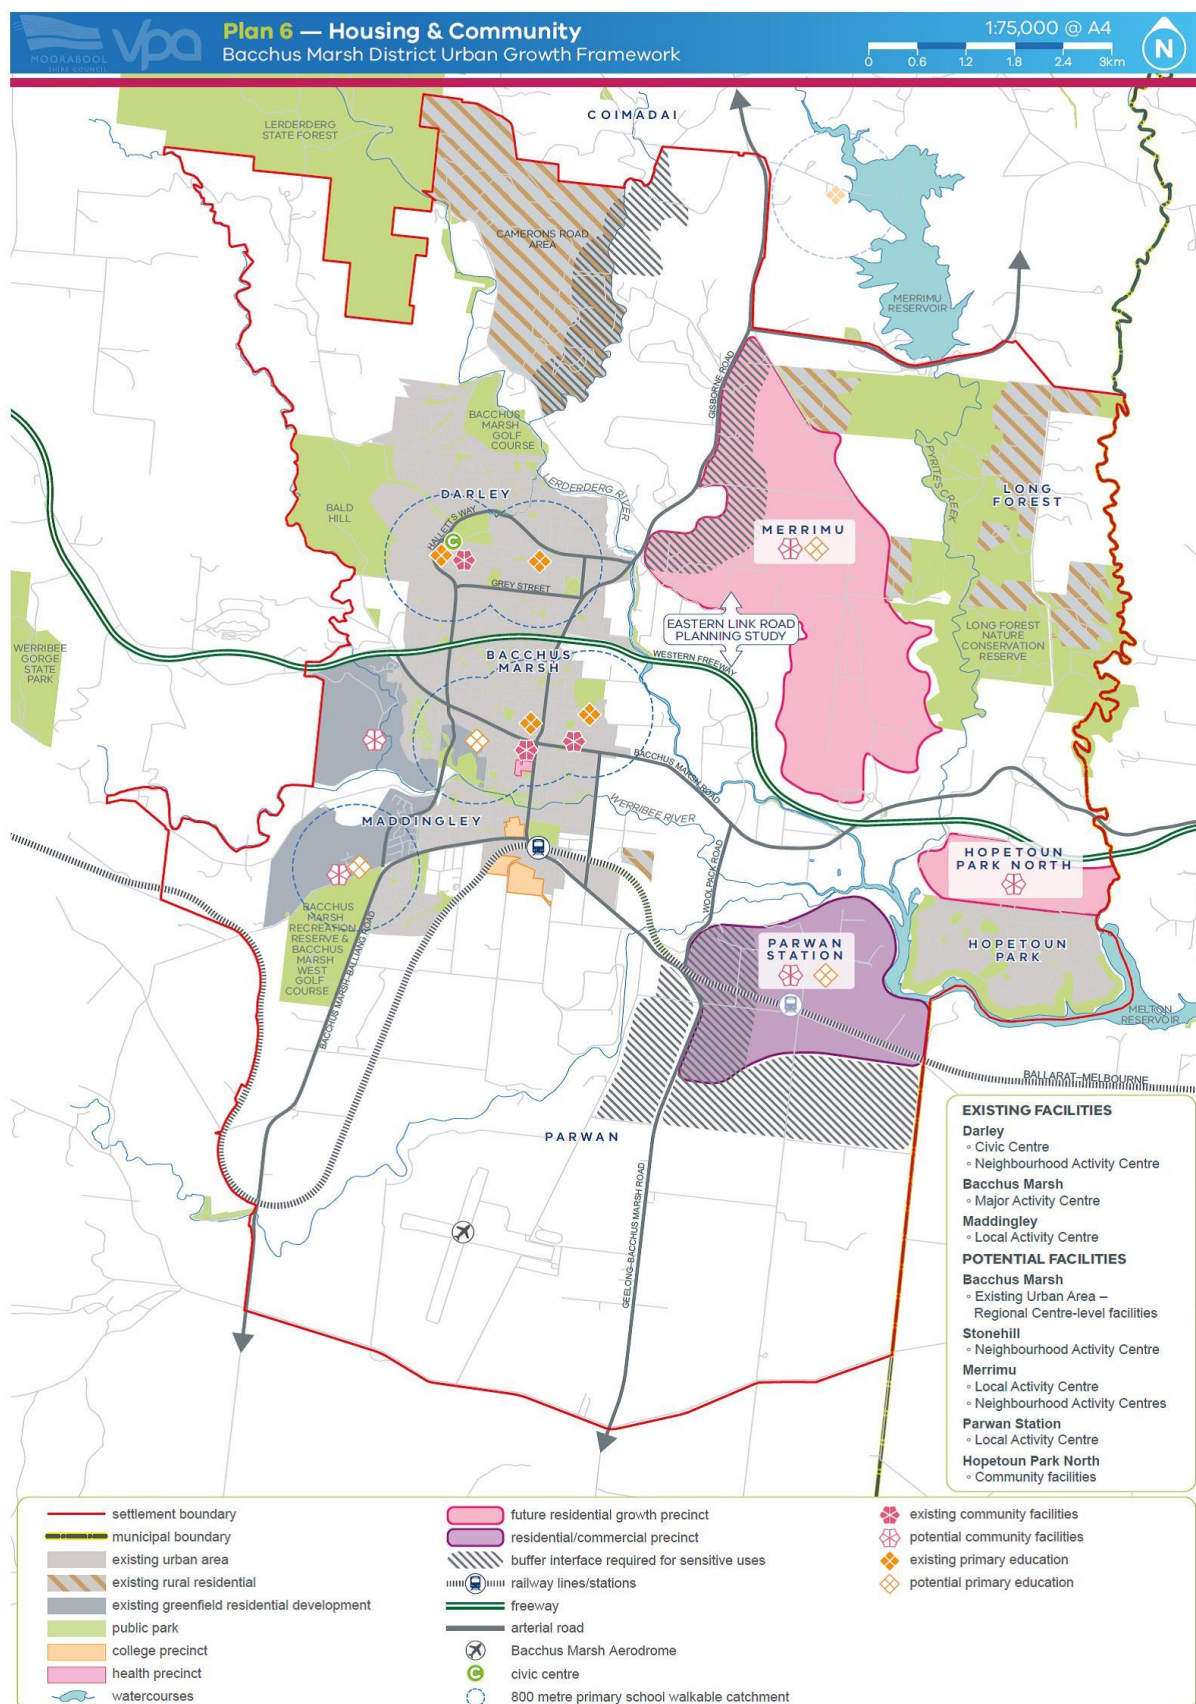 MOORABOOL
SHIRE COUNCIL
vpa
Plan 6 — Housing & Community
Bacchus Marsh District Urban Growth Framework
1:75,000 @ A4
0 0.6 1.2 1.8 2.4 3km
N
COIMADAI
LERDERDERG
STATE FOREST
CAMERONS ROAD
AREA
MERRIMU
RESERVOIR
GISBORNE ROAD
BACCHUS
MARSH
GOLF
COURSE
LERDERDERG RIVER
PYRITES CREEK
LONG
FOREST
DARLEY
BALD
HILL
HALLETTS WAY
C
MERRIMU
GREY STREET
EASTERN LINK ROAD
PLANNING STUDY
LONG FOREST
NATURE
CONSERVATION
RESERVE
WERRIBEE
GORGE
STATE
PARK
BACCHUS
MARSH
WESTERN FREEWAY
BACCHUS MARSH ROAD
WERRIBEE RIVER
MADDINGLEY
WOOLPACK ROAD
HOPETOUN
PARK NORTH
BACCHUS
MARSH
RECREATION
RESERVE &
BACCHUS
MARSH
WEST
GOLF
COURSE
BACCHUS MARSH-BALLIANG ROAD
PARWAN
STATION
HOPETOUN
PARK
MELTON
RESERVOIR
BALLARAT–MELBOURNE
PARWAN
GEELONG-BACCHUS MARSH ROAD
EXISTING FACILITIES
Darley
◦ Civic Centre
◦ Neighbourhood Activity Centre
Bacchus Marsh
◦ Major Activity Centre
Maddingley
◦ Local Activity Centre
POTENTIAL FACILITIES
Bacchus Marsh
◦ Existing Urban Area –
Regional Centre-level facilities
Stonehill
◦ Neighbourhood Activity Centre
Merrimu
◦ Local Activity Centre
◦ Neighbourhood Activity Centres
Parwan Station
◦ Local Activity Centre
Hopetoun Park North
◦ Community facilities
settlement boundary
municipal boundary
existing urban area
existing rural residential
existing greenfield residential development
public park
college precinct
health precinct
watercourses
future residential growth precinct
residential/commercial precinct
buffer interface required for sensitive uses
railway lines/stations
freeway
arterial road
Bacchus Marsh Aerodrome
C civic centre
800 metre primary school walkable catchment
existing community facilities
potential community facilities
existing primary education
potential primary education